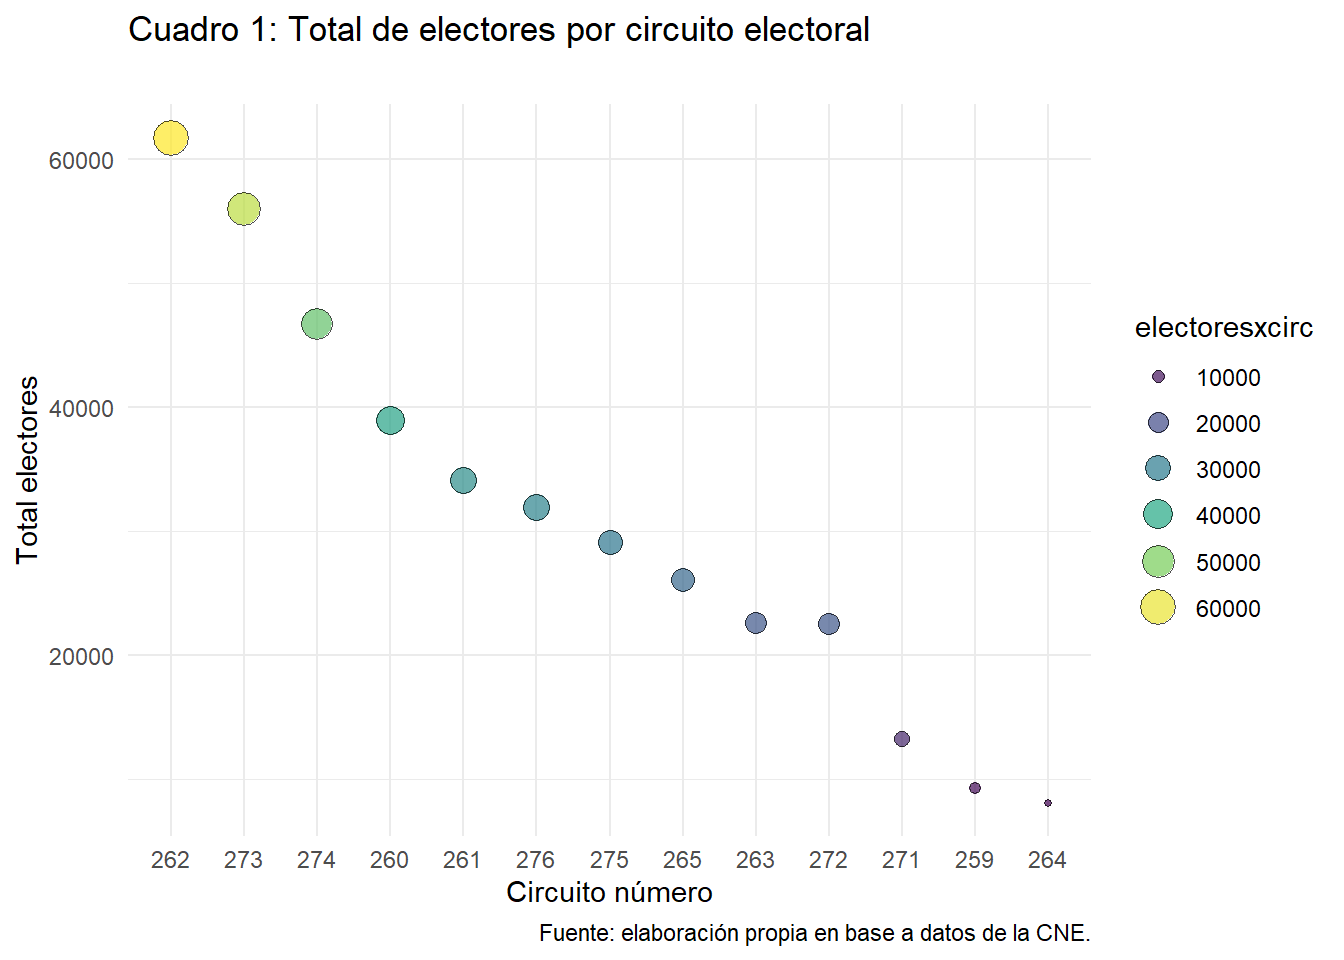 Cuadro 1: Total de electores por circuito electoral
60000
40000
20000
Total electores
262 273 274 260 261 276 275 265 263 272 271 259 264
Circuito número
Fuente: elaboración propia en base a datos de la CNE.
electoresxcirc
10000
20000
30000
40000
50000
60000